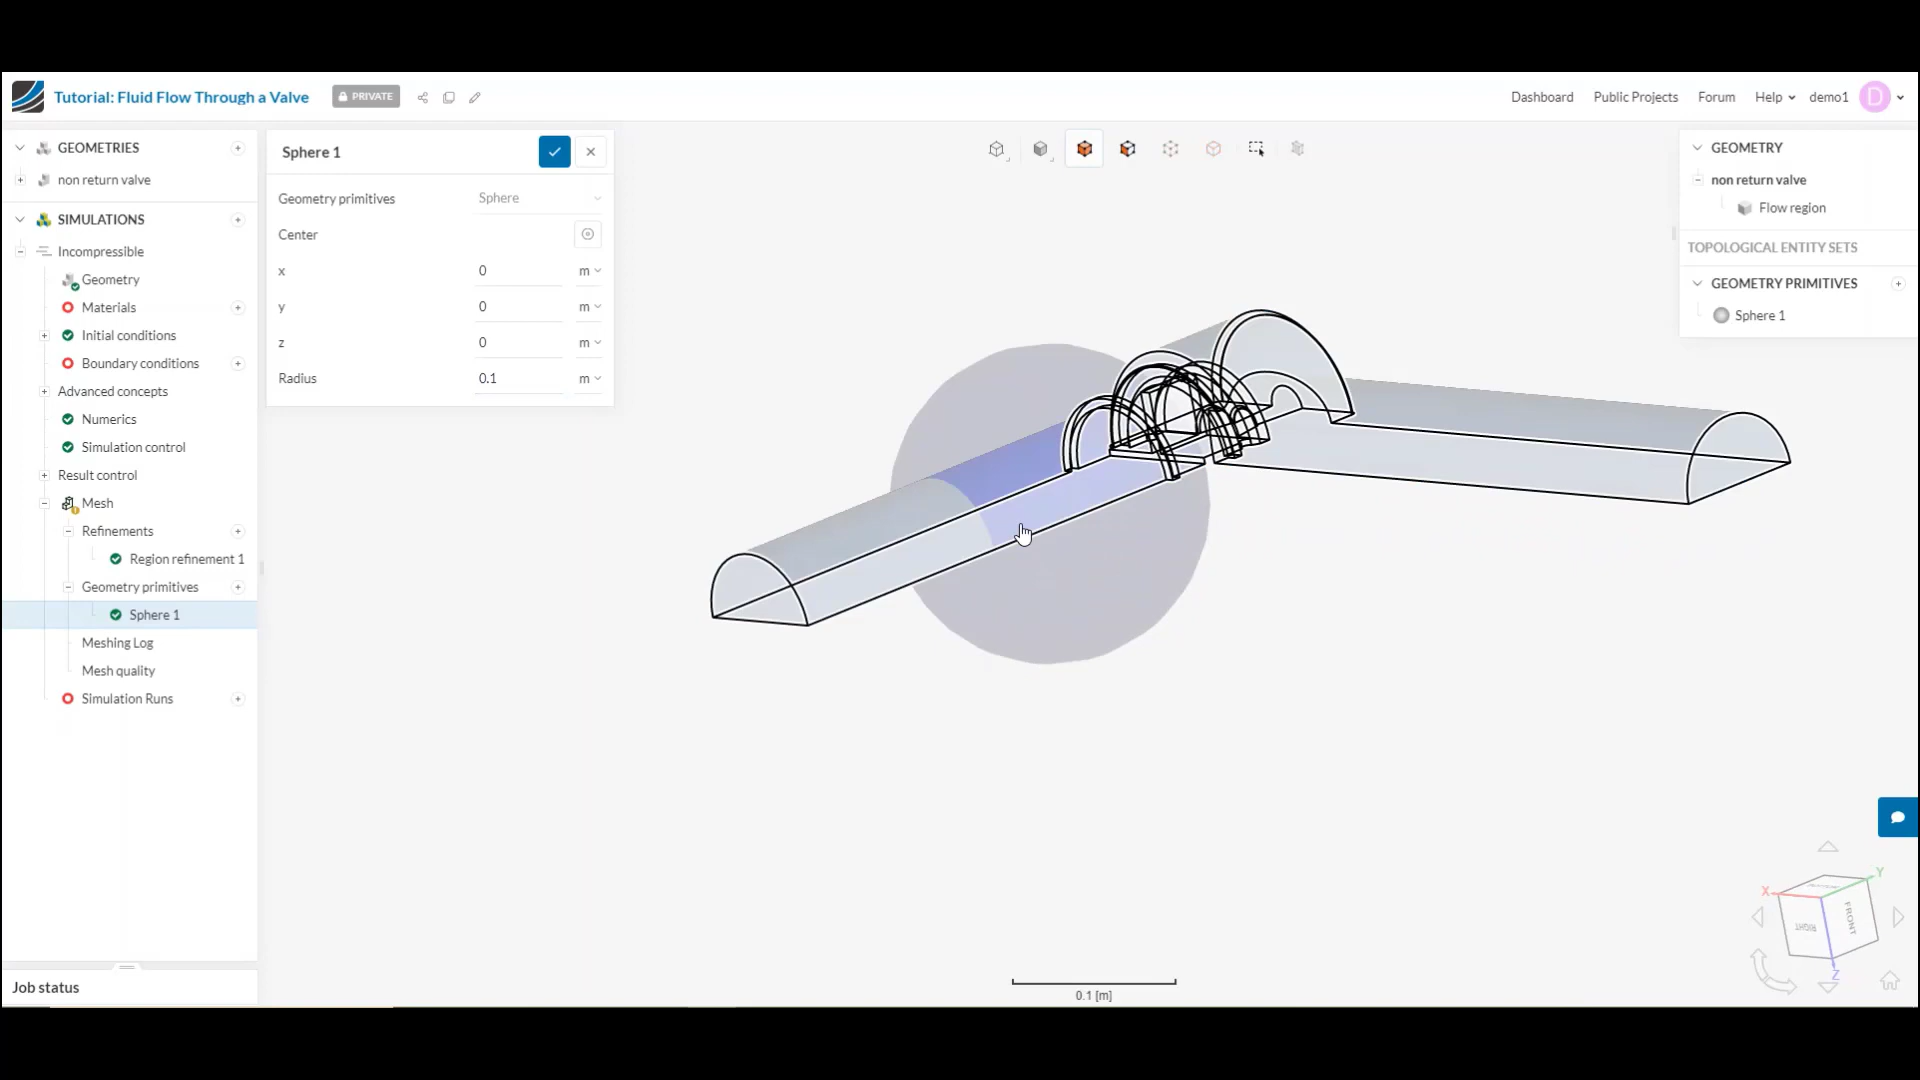 Tutorial: Fluid Flow Through a Valve
PRIVATE
Dashboard
Public Projects
Forum
Help
demo1
D
GEOMETRIES
non return valve
SIMULATIONS
Incompressible
Geometry
Materials
Initial conditions
Boundary conditions
Advanced concepts
Numerics
Simulation control
Result control
Mesh
Refinements
Region refinement 1
Geometry primitives
Sphere 1
Meshing Log
Mesh quality
Simulation Runs
Job status
Sphere 1
Geometry primitives Sphere
Center
x 0 m
y 0 m
z 0 m
Radius 0.1 m
GEOMETRY
non return valve
Flow region
TOPOLOGICAL ENTITY SETS
GEOMETRY PRIMITIVES
Sphere 1
0.1 [m]
X
Y
Z
RIGHT
FRONT